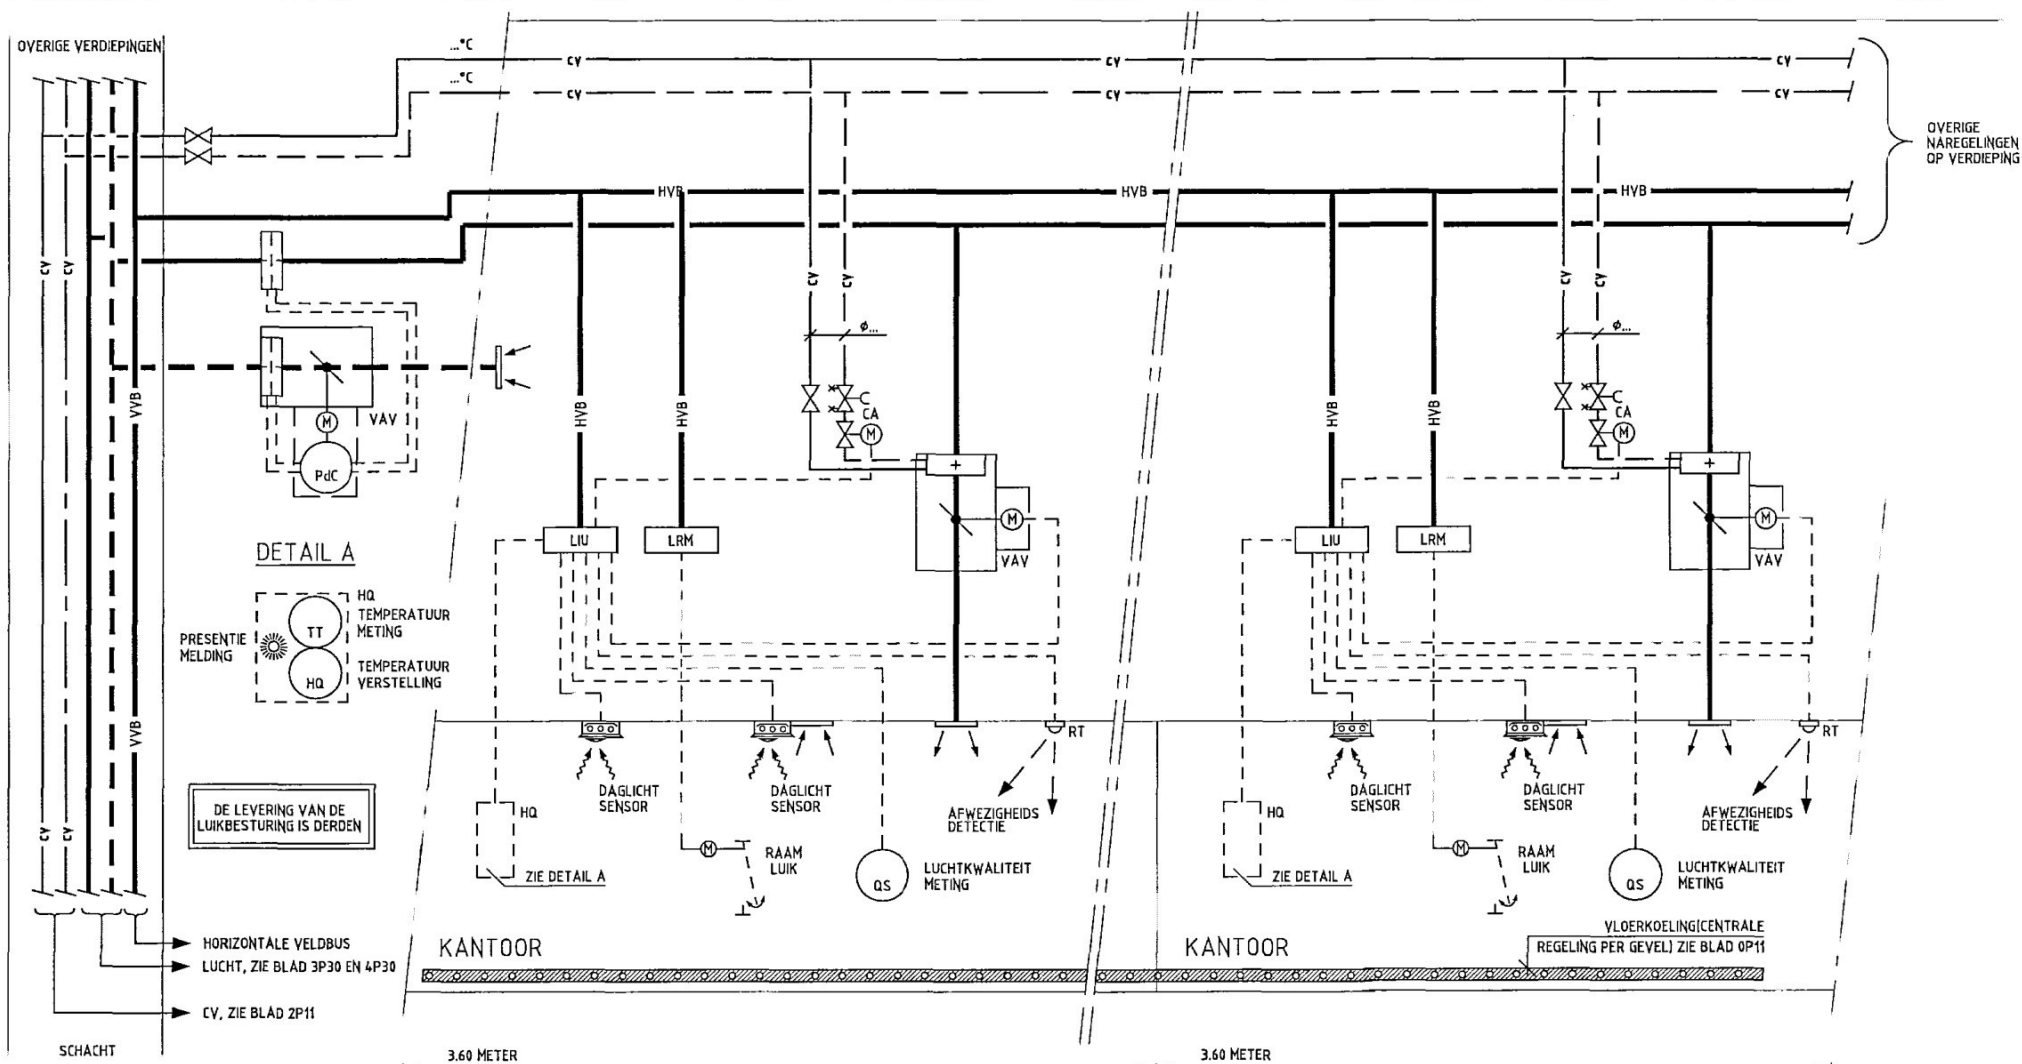 OVERIGE VERDIEPINGEN
...°C
CV
CV
CV
...°C
CV
CV
CV
OVERIGE
NAREGELINGEN
OP VERDIEPING
HVB
HVB
HVB
CV
CV
CV
CV
CV
CV
ø...
ø...
VVB
HVB
HVB
HVB
HVB
M
VAV
PdC
C
CA
M
C
CA
M
+
+
LIU
LRM
M
VAV
LIU
LRM
M
VAV
DETAIL A
HQ
TEMPERATUUR
METING
TT
PRESENTIE
MELDING
HQ
TEMPERATUUR
VERSTELLING
VVB
RT
RT
DAGLICHT
SENSOR
DAGLICHT
SENSOR
AFWEZIGHEIDS
DETECTIE
DAGLICHT
SENSOR
DAGLICHT
SENSOR
AFWEZIGHEIDS
DETECTIE
DE LEVERING VAN DE
LUIKBESTURING IS DERDEN
CV
CV
HQ
ZIE DETAIL A
M
RAAM
LUIK
QS
LUCHTKWALITEIT
METING
HQ
ZIE DETAIL A
M
RAAM
LUIK
QS
LUCHTKWALITEIT
METING
HORIZONTALE VELDBUS
LUCHT, ZIE BLAD 3P30 EN 4P30
CV, ZIE BLAD 2P11
KANTOOR
KANTOOR
VLOERKOELING(CENTRALE
REGELING PER GEVEL) ZIE BLAD 0P11
SCHACHT
3.60 METER
3.60 METER